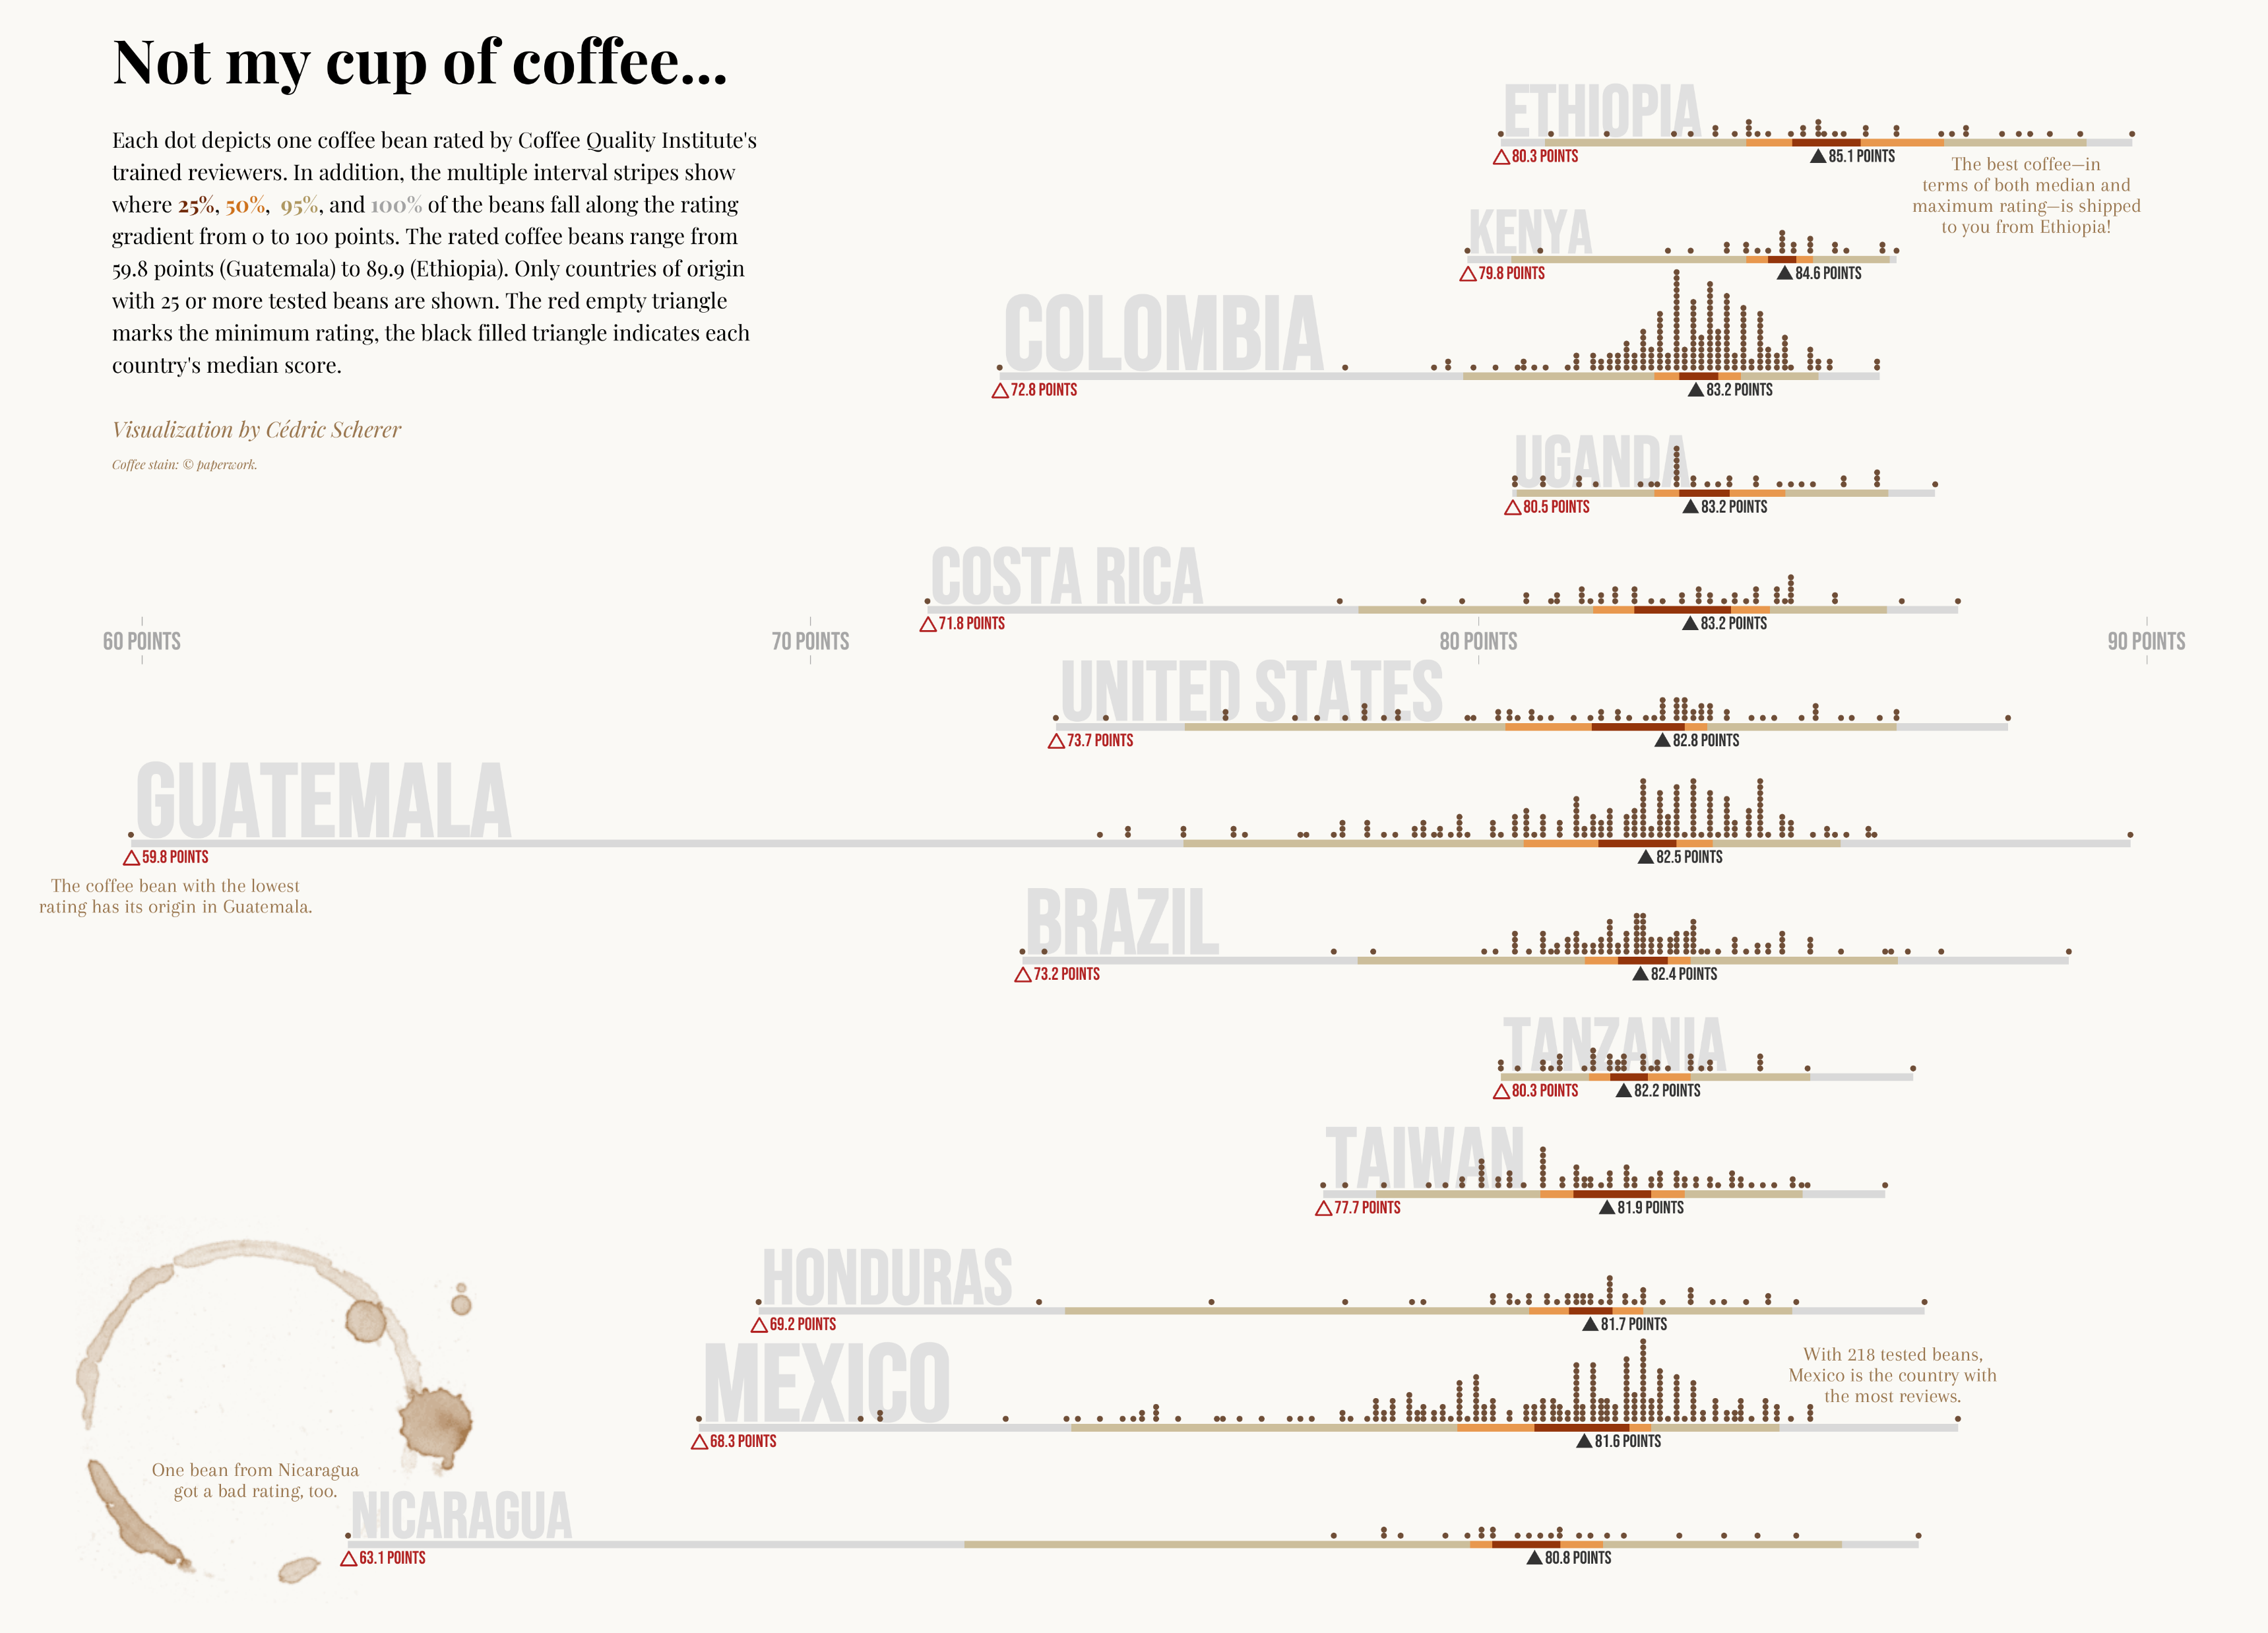 Not my cup of coffee...
Each dot depicts one coffee bean rated by Coffee Quality Institute's
trained reviewers. In addition, the multiple interval stripes show
where 25%, 50%, 95%, and 100% of the beans fall along the rating
gradient from 0 to 100 points. The rated coffee beans range from
59.8 points (Guatemala) to 89.9 (Ethiopia). Only countries of origin
with 25 or more tested beans are shown. The red empty triangle
marks the minimum rating, the black filled triangle indicates each
country's median score.
Visualization by Cédric Scherer
Coffee stain: © paperwork.
ETHIOPIA
80.3 POINTS
85.1 POINTS
The best coffee—in
terms of both median and
maximum rating—is shipped
to you from Ethiopia!
KENYA
79.8 POINTS
84.6 POINTS
COLOMBIA
72.8 POINTS
83.2 POINTS
UGANDA
80.5 POINTS
83.2 POINTS
COSTA RICA
71.8 POINTS
83.2 POINTS
60 POINTS
70 POINTS
80 POINTS
90 POINTS
UNITED STATES
73.7 POINTS
82.8 POINTS
GUATEMALA
59.8 POINTS
82.5 POINTS
The coffee bean with the lowest
rating has its origin in Guatemala.
BRAZIL
73.2 POINTS
82.4 POINTS
TANZANIA
80.3 POINTS
82.2 POINTS
TAIWAN
77.7 POINTS
81.9 POINTS
HONDURAS
69.2 POINTS
81.7 POINTS
MEXICO
68.3 POINTS
81.6 POINTS
With 218 tested beans,
Mexico is the country with
the most reviews.
One bean from Nicaragua
got a bad rating, too.
NICARAGUA
63.1 POINTS
80.8 POINTS